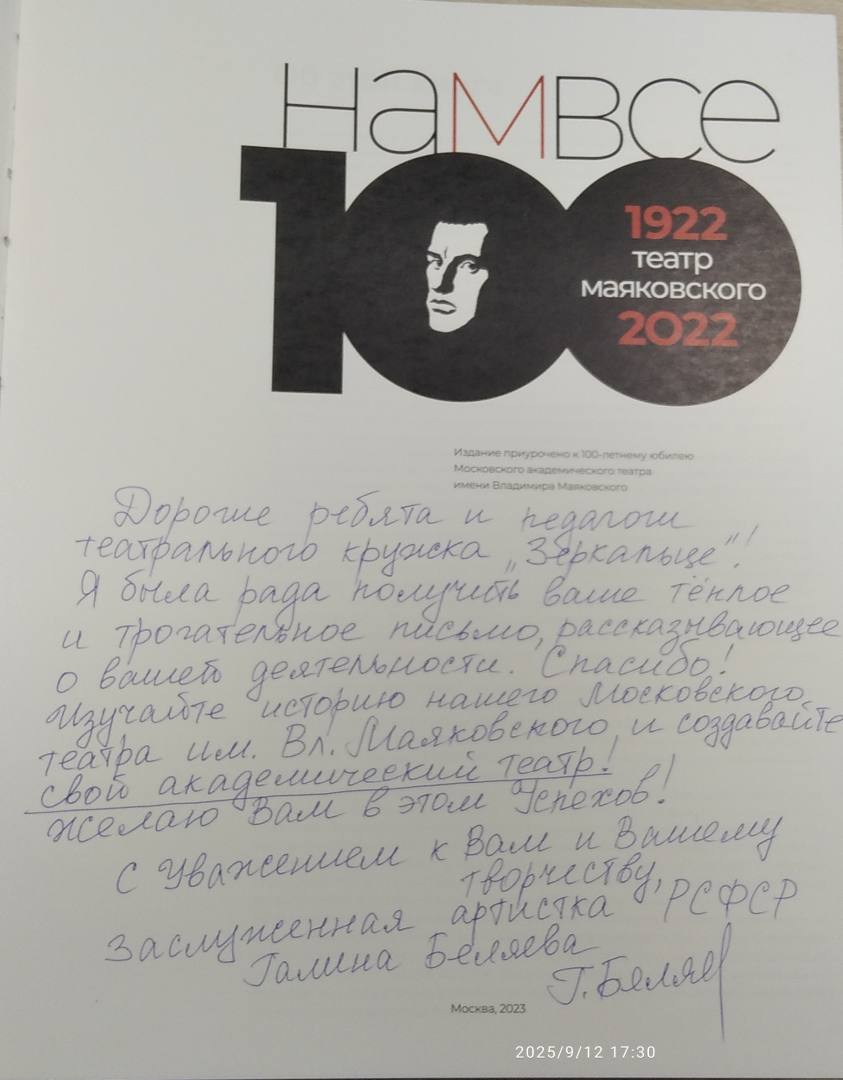 НаМВСЕ
100
1922
театр
маяковского
2022
Издание приурочено к 100-летнему юбилею
Московского академического театра
имени Владимира Маяковского
Дорогие ребята и педагоги
театрального кружка „Зеркальце"!
Я была рада получить ваше тёплое
и трогательное письмо, рассказывающее
о вашей деятельности. Спасибо!
Изучайте историю нашего Московского
театра им. Вл. Маяковского и создавайте
свой академический театр!
Желаю Вам в этом Успехов!
С Уважением к Вам и Вашему
творчеству,
Заслуженная артистка РСФСР
Галина Беляева
Г. Беляев
Москва, 2023
2025/9/12 17:30